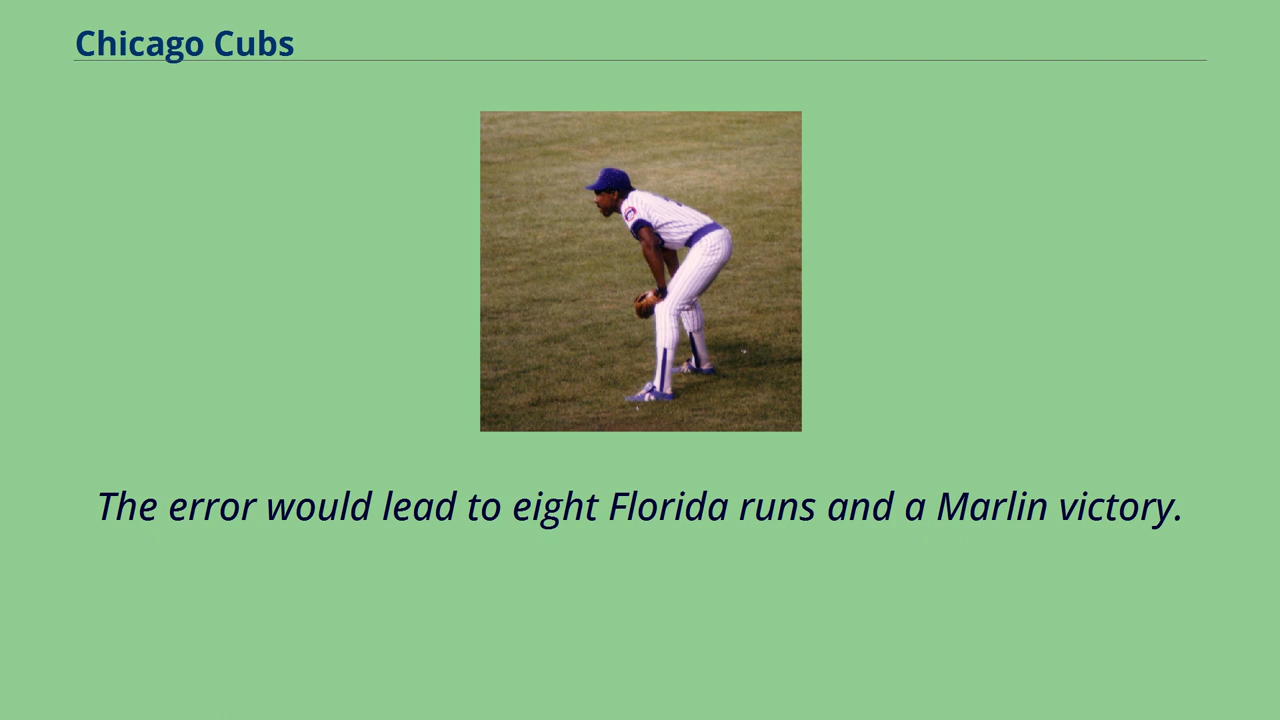 Chicago Cubs
The error would lead to eight Florida runs and a Marlin victory.